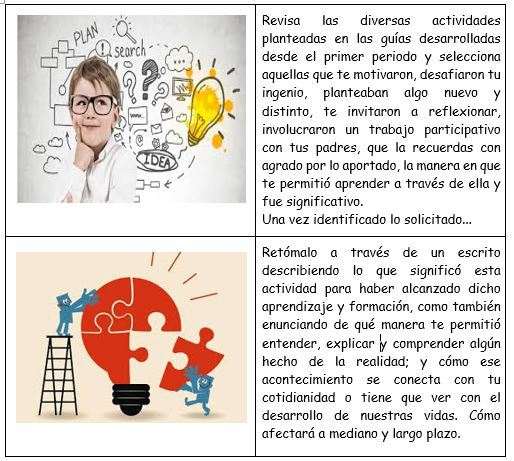 PLAN
search
IDEA
Revisa las diversas actividades
planteadas en las guías desarrolladas
desde el primer periodo y selecciona
aquellas que te motivaron, desafiaron tu
ingenio, planteaban algo nuevo y
distinto, te invitaron a reflexionar,
involucraron un trabajo participativo
con tus padres, que la recuerdas con
agrado por lo aportado, la manera en que
te permitió aprender a través de ella y
fue significativo.
Una vez identificado lo solicitado...
Retómalo a través de un escrito
describiendo lo que significó esta
actividad para haber alcanzado dicho
aprendizaje y formación, como también
enunciando de qué manera te permitió
entender, explicar y comprender algún
hecho de la realidad; y cómo ese
acontecimiento se conecta con tu
cotidianidad o tiene que ver con el
desarrollo de nuestras vidas. Cómo
afectará a mediano y largo plazo.